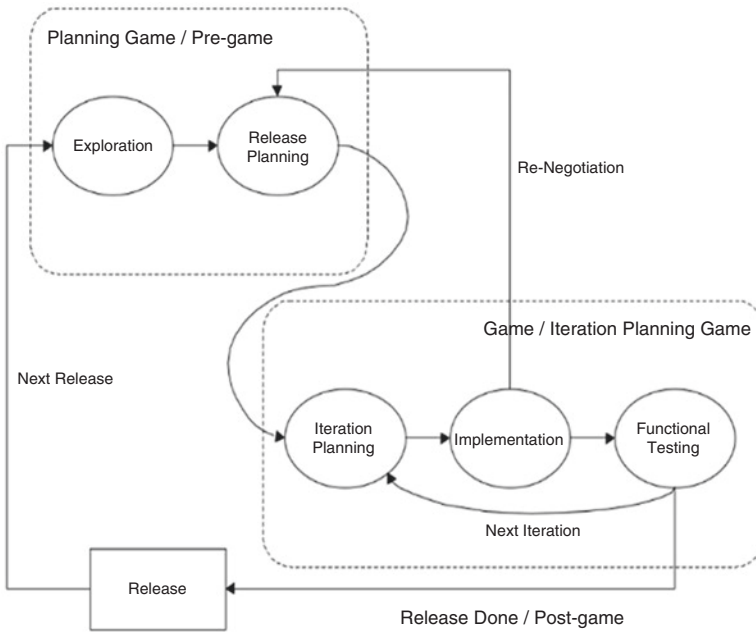 Planning Game / Pre-game
Exploration
Release
Planning
Re-Negotiation
Game / Iteration Planning Game
Next Release
Iteration
Planning
Implementation
Functional
Testing
Next Iteration
Release
Release Done / Post-game